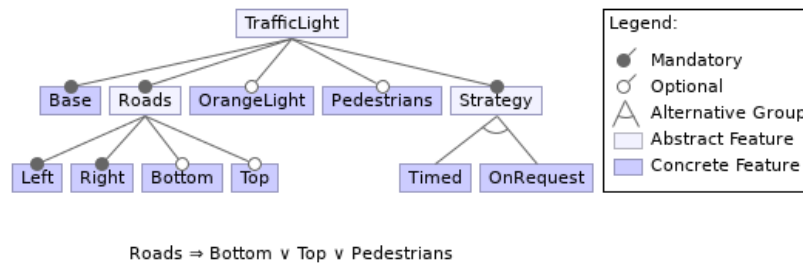 TrafficLight
Legend:
Mandatory
Optional
Alternative Group
Abstract Feature
Concrete Feature
Base Roads OrangeLight Pedestrians Strategy
Left Right Bottom Top Timed OnRequest
Roads ⇒ Bottom ∨ Top ∨ Pedestrians